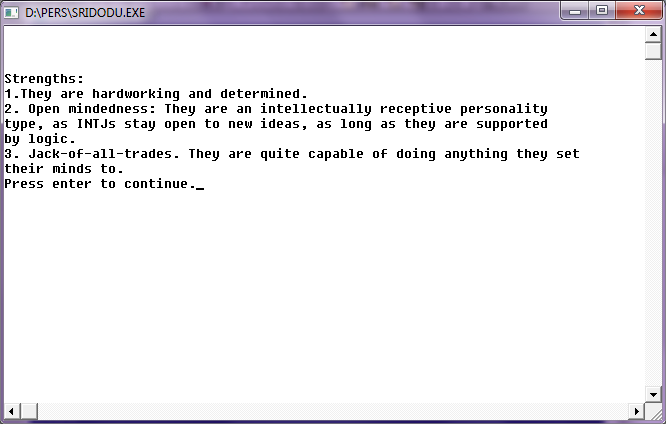 D:\PERS\SRIDODU.EXE
Strengths:
1.They are hardworking and determined.
2. Open mindedness: They are an intellectually receptive personality
type, as INTJs stay open to new ideas, as long as they are supported
by logic.
3. Jack-of-all-trades. They are quite capable of doing anything they set
their minds to.
Press enter to continue._